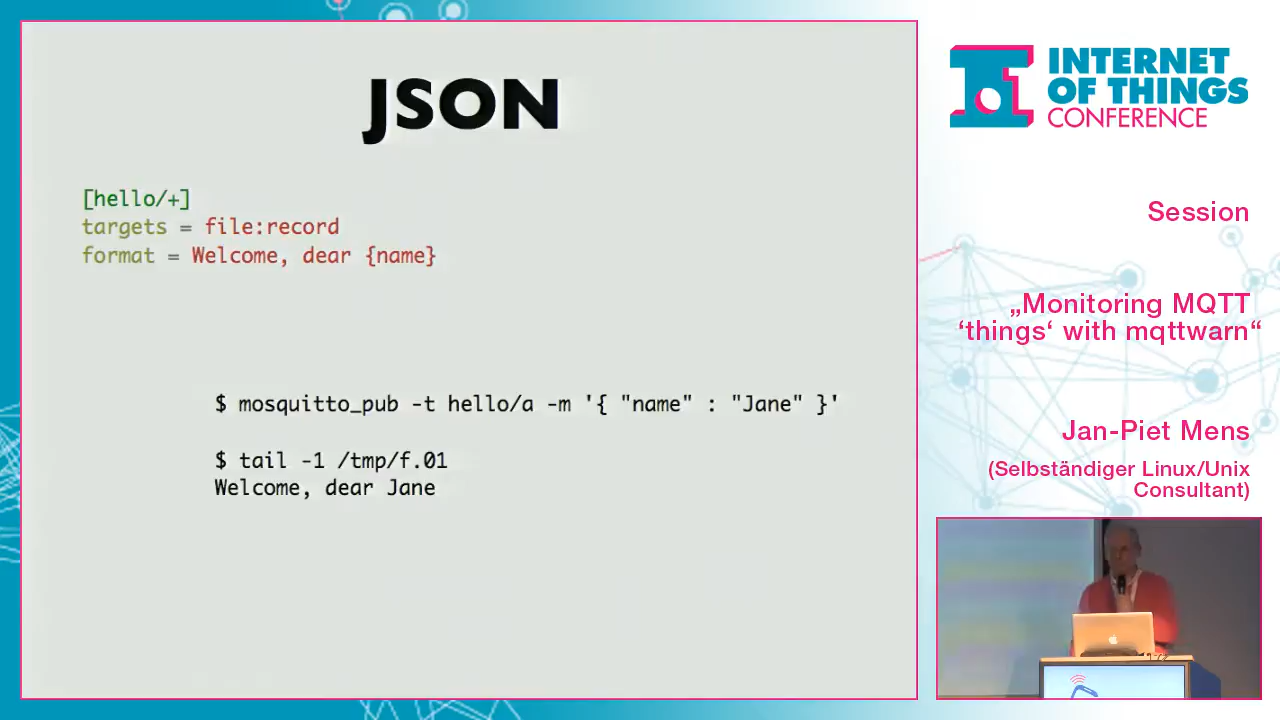 JSON
[hello/+]
targets = file:record
format = Welcome, dear {name}
$ mosquitto_pub -t hello/a -m '{ "name" : "Jane" }'
$ tail -1 /tmp/f.01
Welcome, dear Jane
INTERNET
OF THINGS
CONFERENCE
Session
„Monitoring MQTT
‘things‘ with mqttwarn“
Jan-Piet Mens
(Selbständiger Linux/Unix
Consultant)